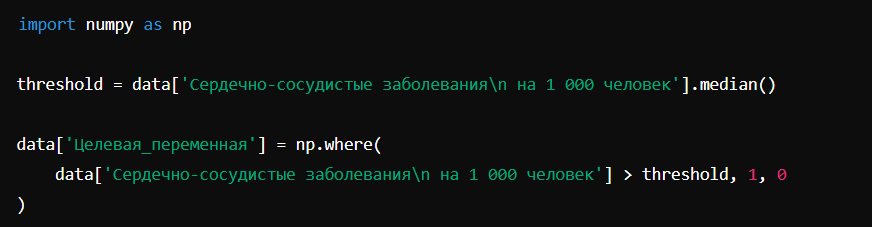 import numpy as np
threshold = data['Сердечно-сосудистые заболевания\n на 1 000 человек'].median()
data['Целевая_переменная'] = np.where(
    data['Сердечно-сосудистые заболевания\n на 1 000 человек'] > threshold, 1, 0
)